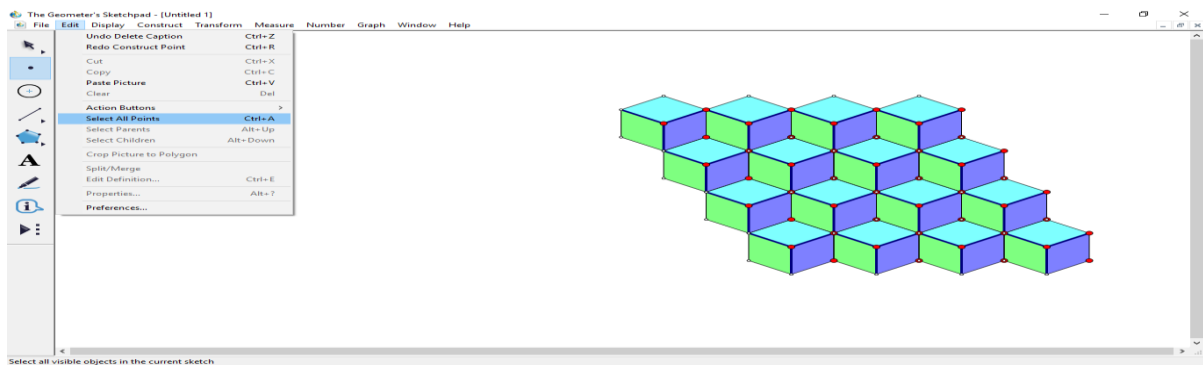 The Geometer's Sketchpad - [Untitled 1]
File Edit Display Construct Transform Measure Number Graph Window Help
Undo Delete Caption Ctrl+Z
Redo Construct Point Ctrl+R
Cut Ctrl+X
Copy Ctrl+C
Paste Picture Ctrl+V
Clear Del
Action Buttons >
Select All Points Ctrl+A
Select Parents Alt+Up
Select Children Alt+Down
Crop Picture to Polygon
Split/Merge
Edit Definition... Ctrl+E
Properties... Alt+?
Preferences...
A
Select all visible objects in the current sketch